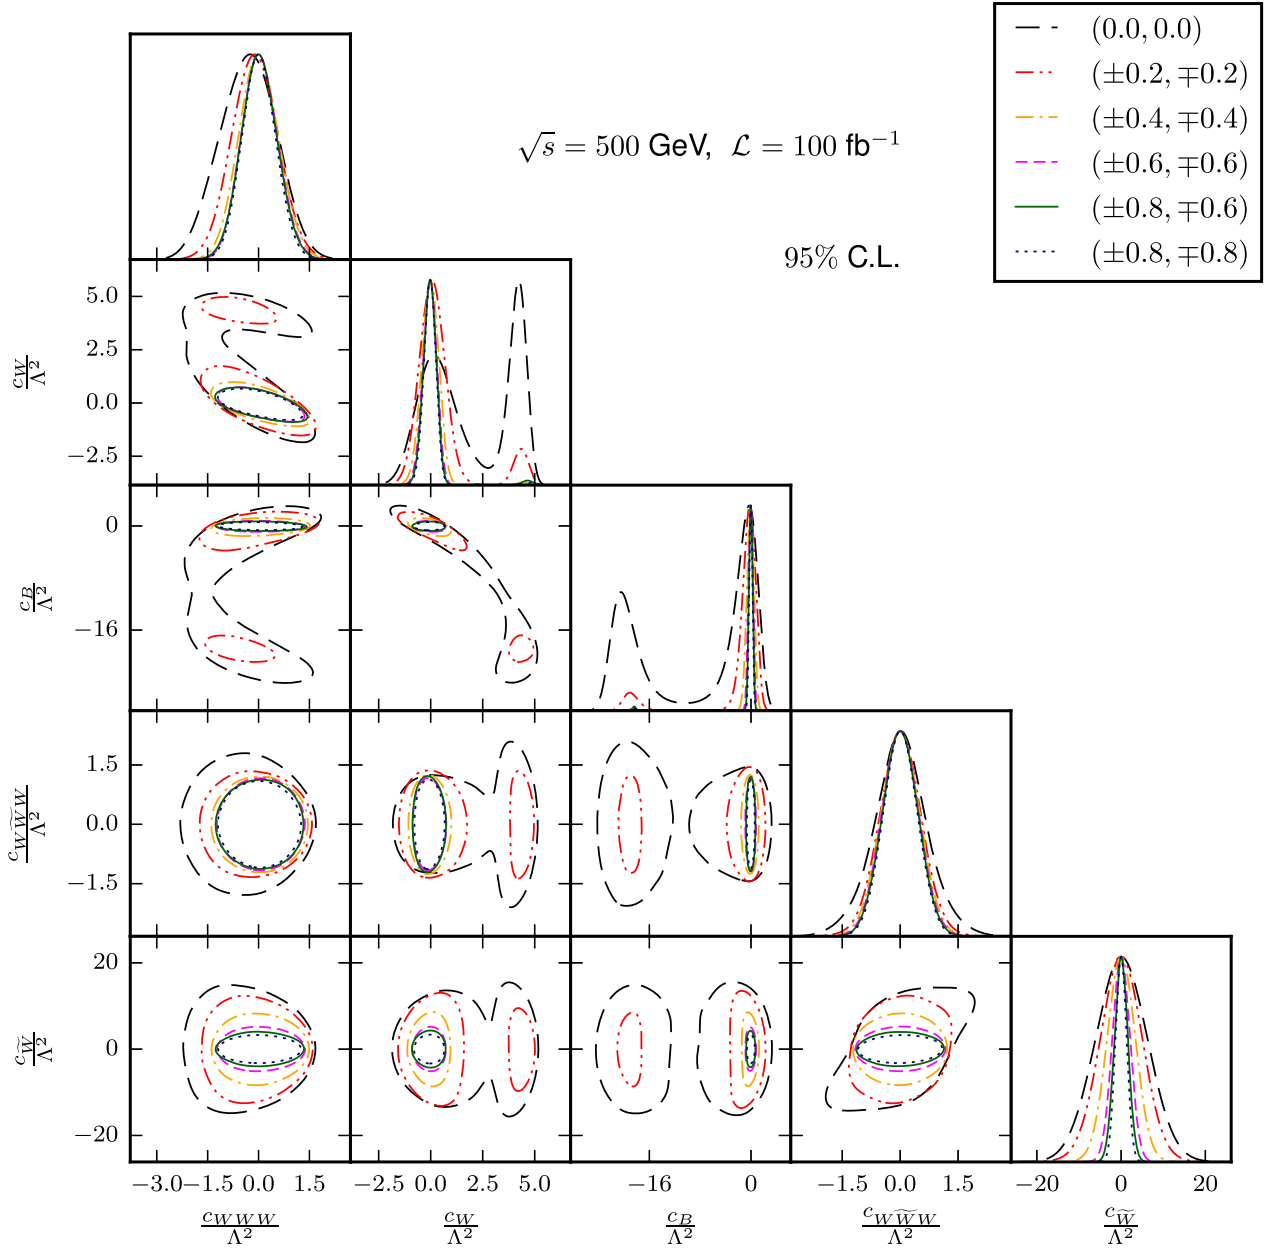 (0.0, 0.0)
(±0.2, ∓0.2)
(±0.4, ∓0.4)
(±0.6, ∓0.6)
(±0.8, ∓0.6)
(±0.8, ∓0.8)
√s = 500 GeV, ℒ = 100 fb⁻¹
95% C.L.
5.0
2.5
0.0
−2.5
c_W/Λ²
0
−16
c_B/Λ²
1.5
0.0
−1.5
c_{WW̃W}/Λ²
20
0
−20
c_{W̃}/Λ²
−3.0 −1.5 0.0 1.5 −2.5 0.0 2.5 5.0 −16 0 −1.5 0.0 1.5 −20 0 20
c_{WWW}/Λ² c_W/Λ² c_B/Λ² c_{WW̃W}/Λ² c_{W̃}/Λ²